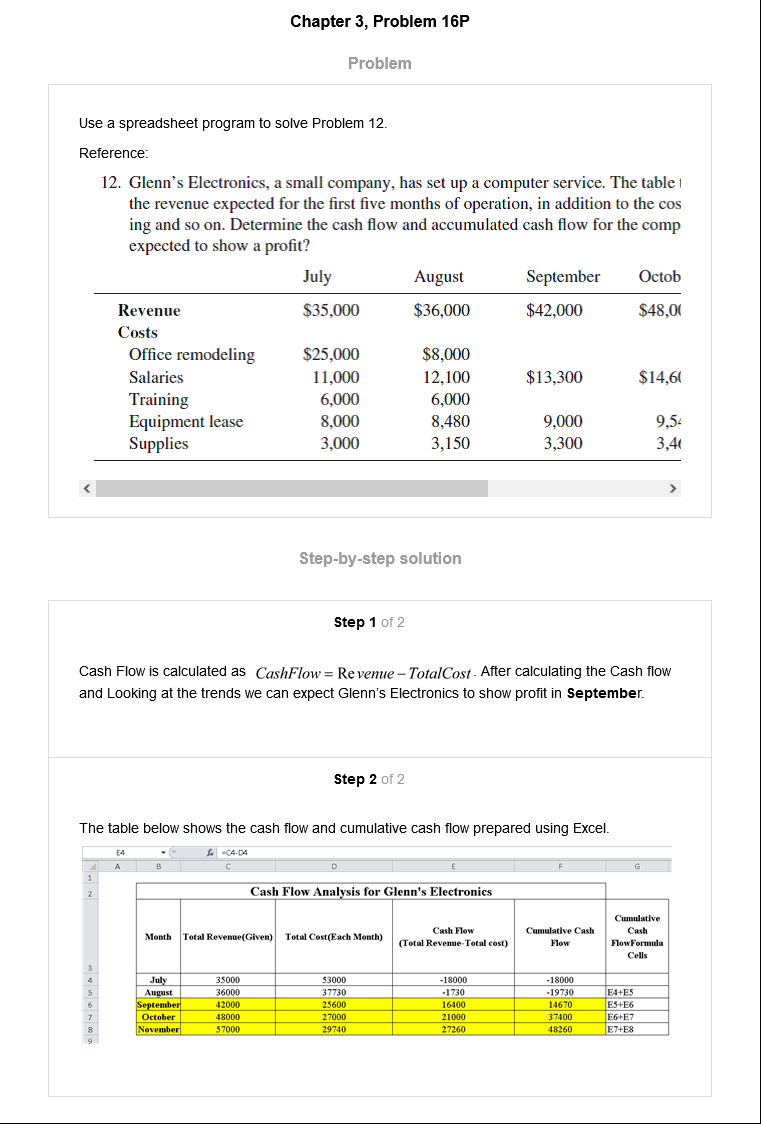 Chapter 3, Problem 16P
Problem
Use a spreadsheet program to solve Problem 12.
Reference:
12. Glenn's Electronics, a small company, has set up a computer service. The table
the revenue expected for the first five months of operation, in addition to the cos
ing and so on. Determine the cash flow and accumulated cash flow for the comp
expected to show a profit?
July August September Octob
Revenue $35,000 $36,000 $42,000 $48,00
Costs
Office remodeling $25,000 $8,000
Salaries 11,000 12,100 $13,300 $14,60
Training 6,000 6,000
Equipment lease 8,000 8,480 9,000 9,54
Supplies 3,000 3,150 3,300 3,46
Step-by-step solution
Step 1 of 2
Cash Flow is calculated as CashFlow = Revenue – TotalCost. After calculating the Cash flow
and Looking at the trends we can expect Glenn's Electronics to show profit in September.
Step 2 of 2
The table below shows the cash flow and cumulative cash flow prepared using Excel.
E4 fx =C4-D4
A B C D E F G
1
2 Cash Flow Analysis for Glenn's Electronics
3 Month Total Revenue(Given) Total Cost(Each Month) Cash Flow (Total Revenue-Total cost) Cumulative Cash Flow Cumulative Cash FlowFormula Cells
4 July 35000 53000 -18000 -18000
5 August 36000 37730 -1730 -19730 E4+E5
6 September 42000 25600 16400 14670 E5+E6
7 October 48000 27000 21000 37400 E6+E7
8 November 57000 29740 27260 48260 E7+E8
9